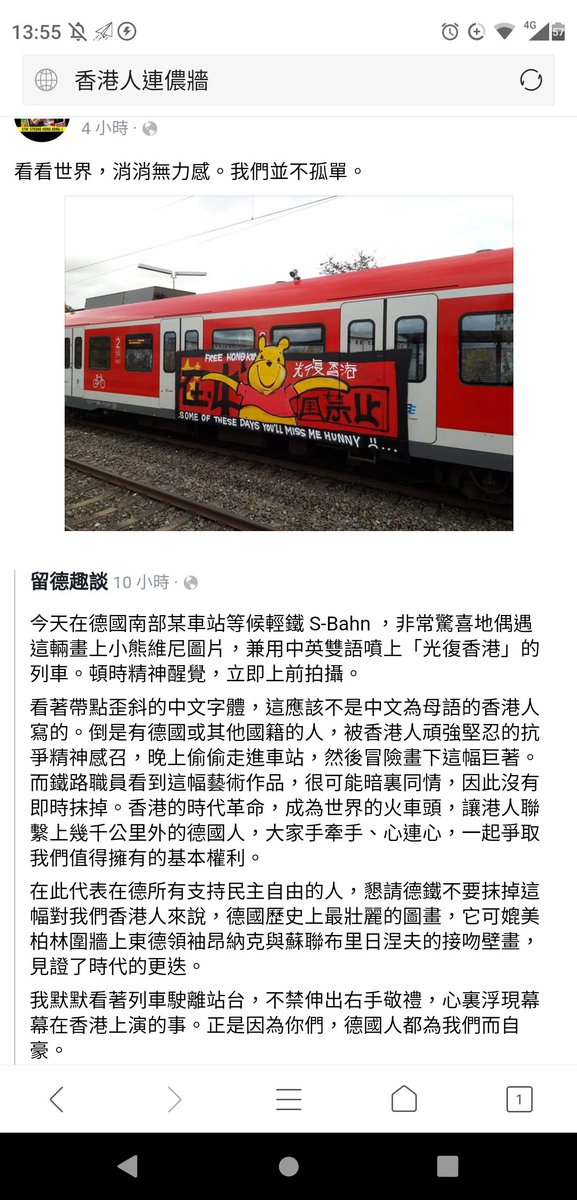 13:55
4G
57
香港人連儂牆
STAY STRONG HONG KONG
4 小時
看看世界，消消無力感。我們並不孤單。
2
FREE HONG KONG
光復香港
風禁止
SOME OF THESE DAYS YOU'LL MISS ME HUNNY
留德趣談 10 小時
今天在德國南部某車站等候輕鐵 S-Bahn ，非常驚喜地偶遇
這輛畫上小熊維尼圖片，兼用中英雙語噴上「光復香港」的
列車。頓時精神醒覺，立即上前拍攝。
看著帶點歪斜的中文字體，這應該不是中文為母語的香港人
寫的。倒是有德國或其他國籍的人，被香港人頑強堅忍的抗
爭精神感召，晚上偷偷走進車站，然後冒險畫下這幅巨著。
而鐵路職員看到這幅藝術作品，很可能暗裏同情，因此沒有
即時抹掉。香港的時代革命，成為世界的火車頭，讓港人聯
繫上幾千公里外的德國人，大家手牽手、心連心，一起爭取
我們值得擁有的基本權利。
在此代表在德所有支持民主自由的人，懇請德鐵不要抹掉這
幅對我們香港人來說，德國歷史上最壯麗的圖畫，它可媲美
柏林圍牆上東德領袖昂納克與蘇聯布里日涅夫的接吻壁畫，
見證了時代的更迭。
我默默看著列車駛離站台，不禁伸出右手敬禮，心裏浮現幕
幕在香港上演的事。正是因為你們，德國人都為我們而自
豪。
1